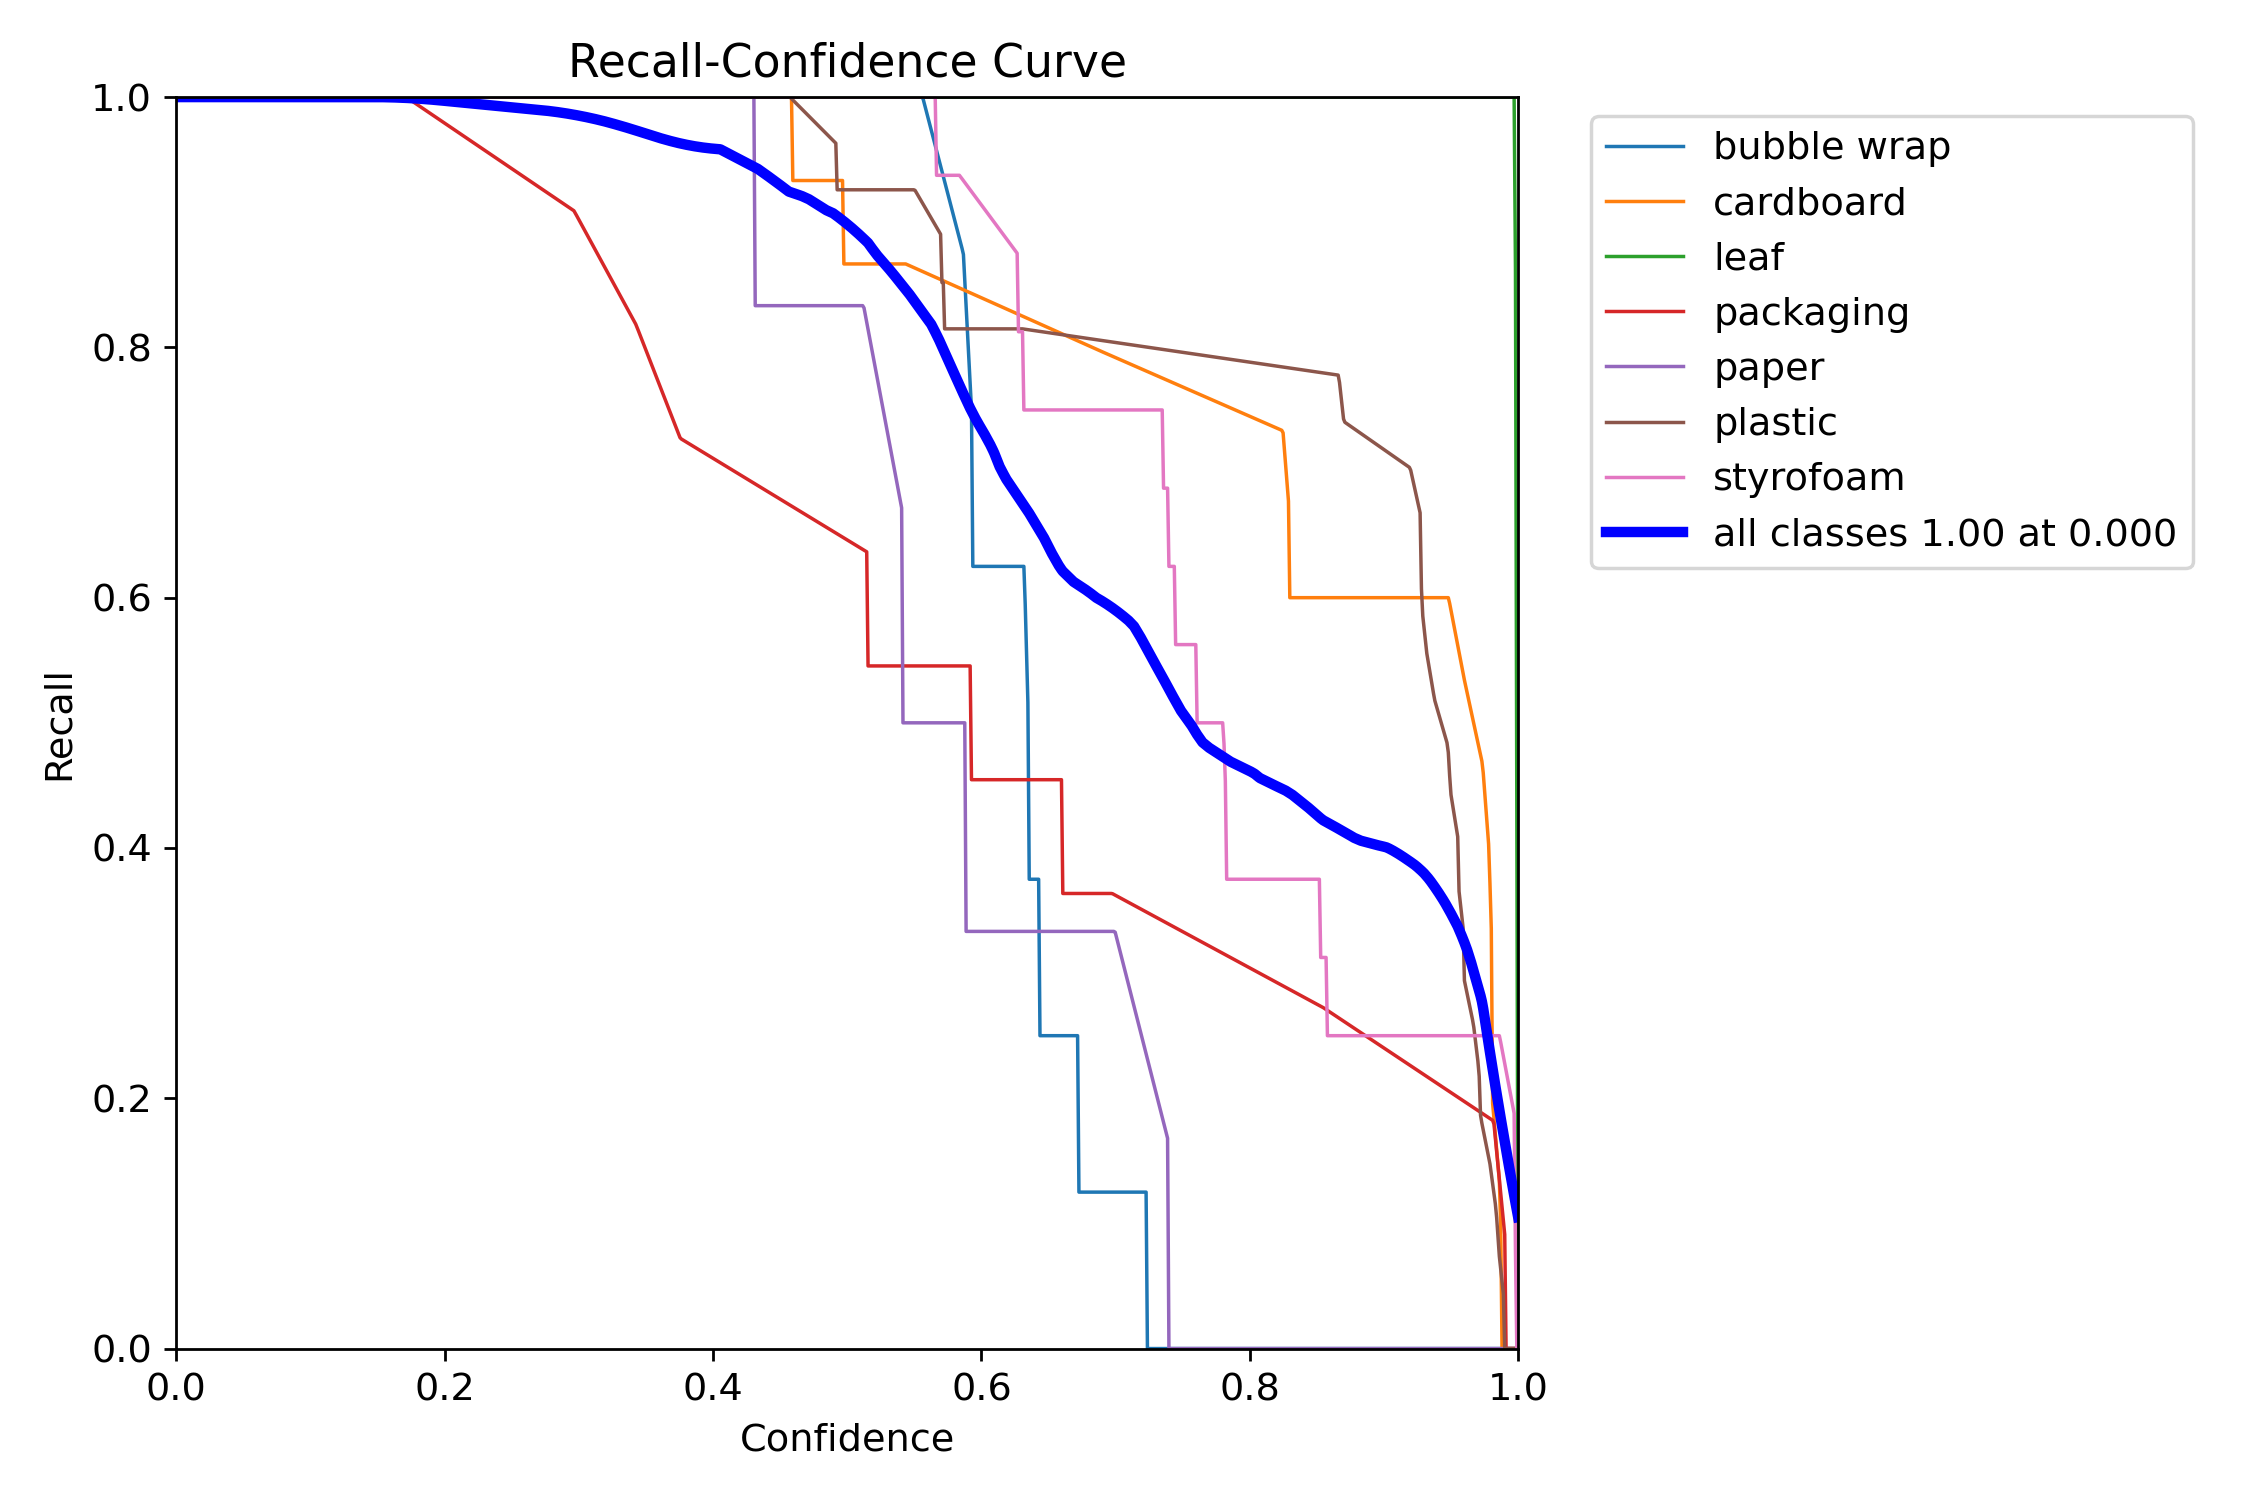 Recall-Confidence Curve
1.0
0.8
0.6
0.4
0.2
0.0
Recall
0.0 0.2 0.4 0.6 0.8 1.0
Confidence
bubble wrap
cardboard
leaf
packaging
paper
plastic
styrofoam
all classes 1.00 at 0.000